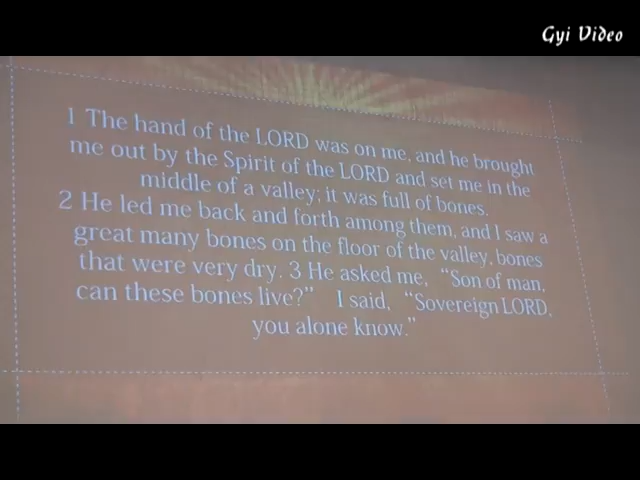 Gyi Video
1 The hand of the LORD was on me, and he brought
me out by the Spirit of the LORD and set me in the
middle of a valley; it was full of bones.
2 He led me back and forth among them, and I saw a
great many bones on the floor of the valley, bones
that were very dry. 3 He asked me, “Son of man,
can these bones live?” I said, “Sovereign LORD,
you alone know.”